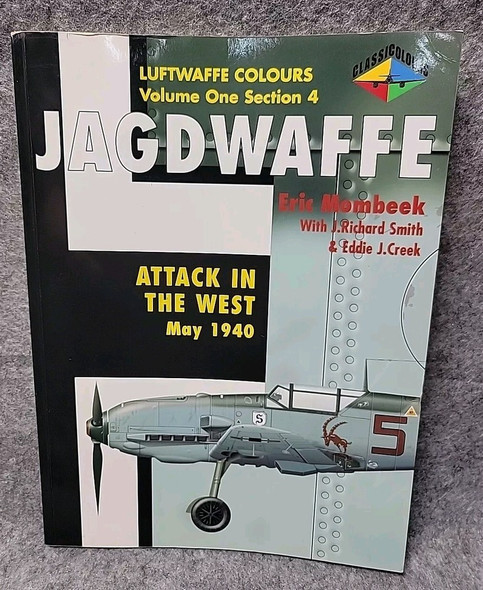 LUFTWAFFE COLOURS
Volume One Section 4
CLASSIC COLOURS
JAGDWAFFE
Eric Mombeek
With J.Richard Smith
& Eddie J.Creek
ATTACK IN
THE WEST
May 1940
S
5